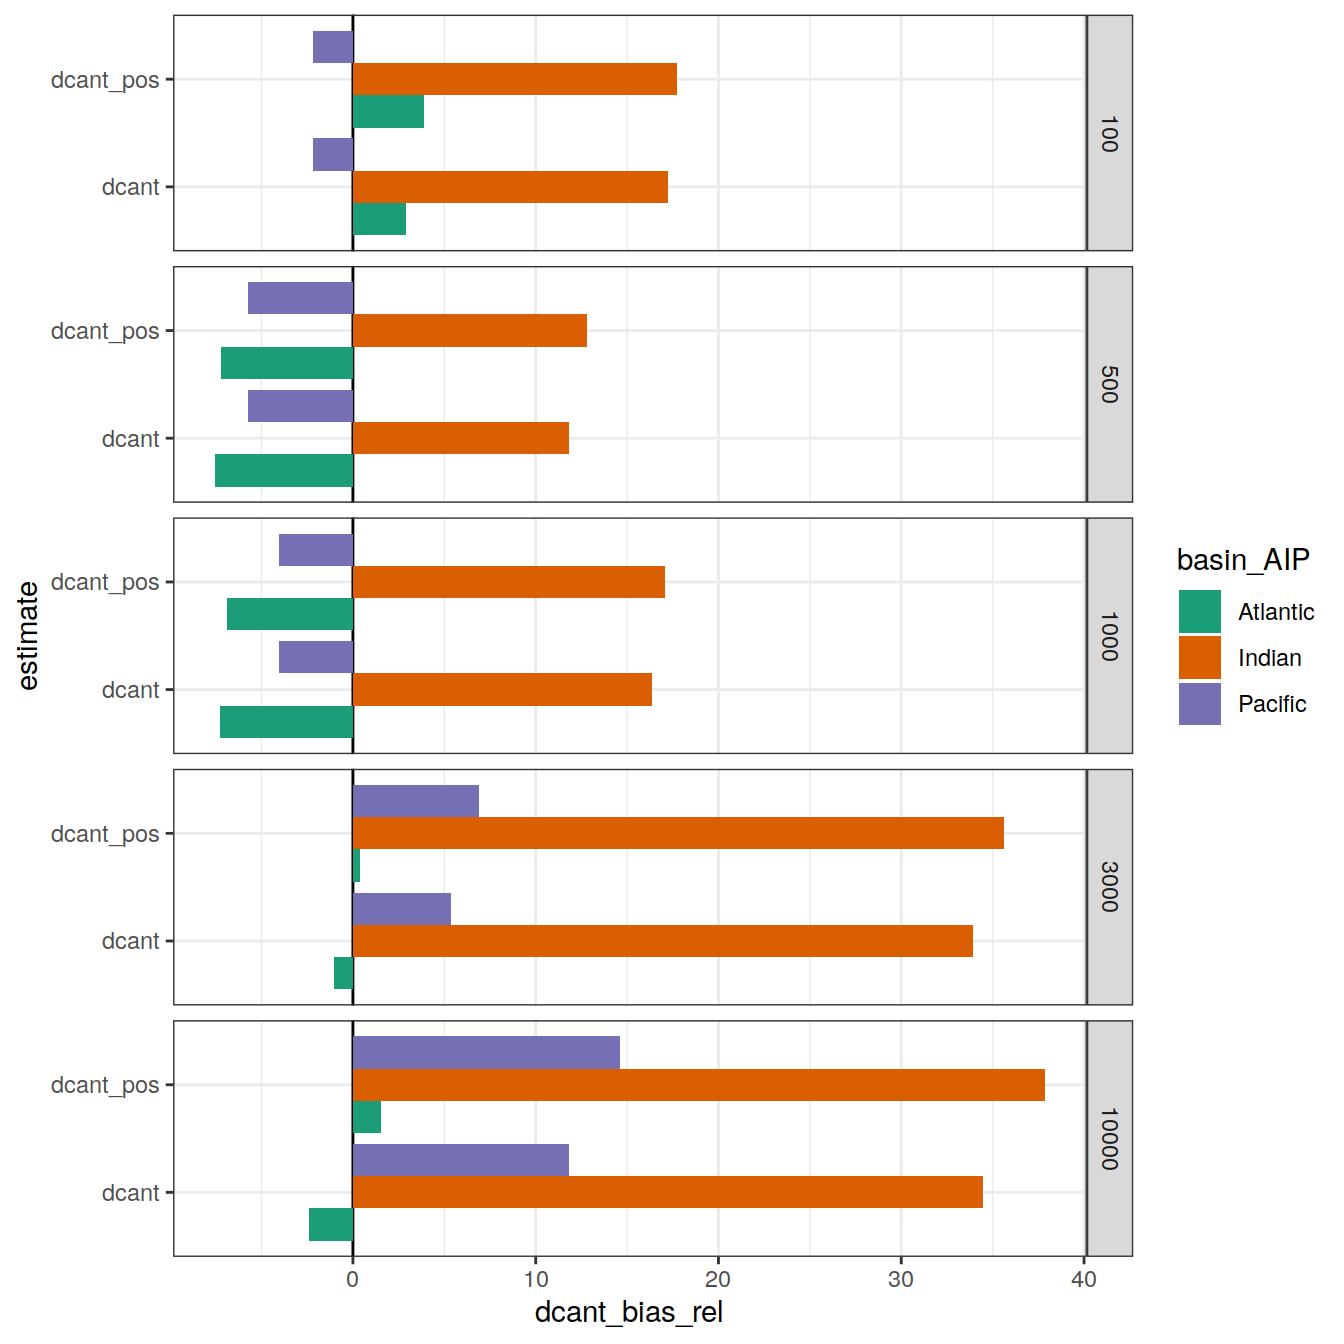 dcant_pos
dcant
100
dcant_pos
dcant
500
dcant_pos
dcant
1000
dcant_pos
dcant
3000
dcant_pos
dcant
10000
estimate
0 10 20 30 40
dcant_bias_rel
basin_AIP
Atlantic
Indian
Pacific